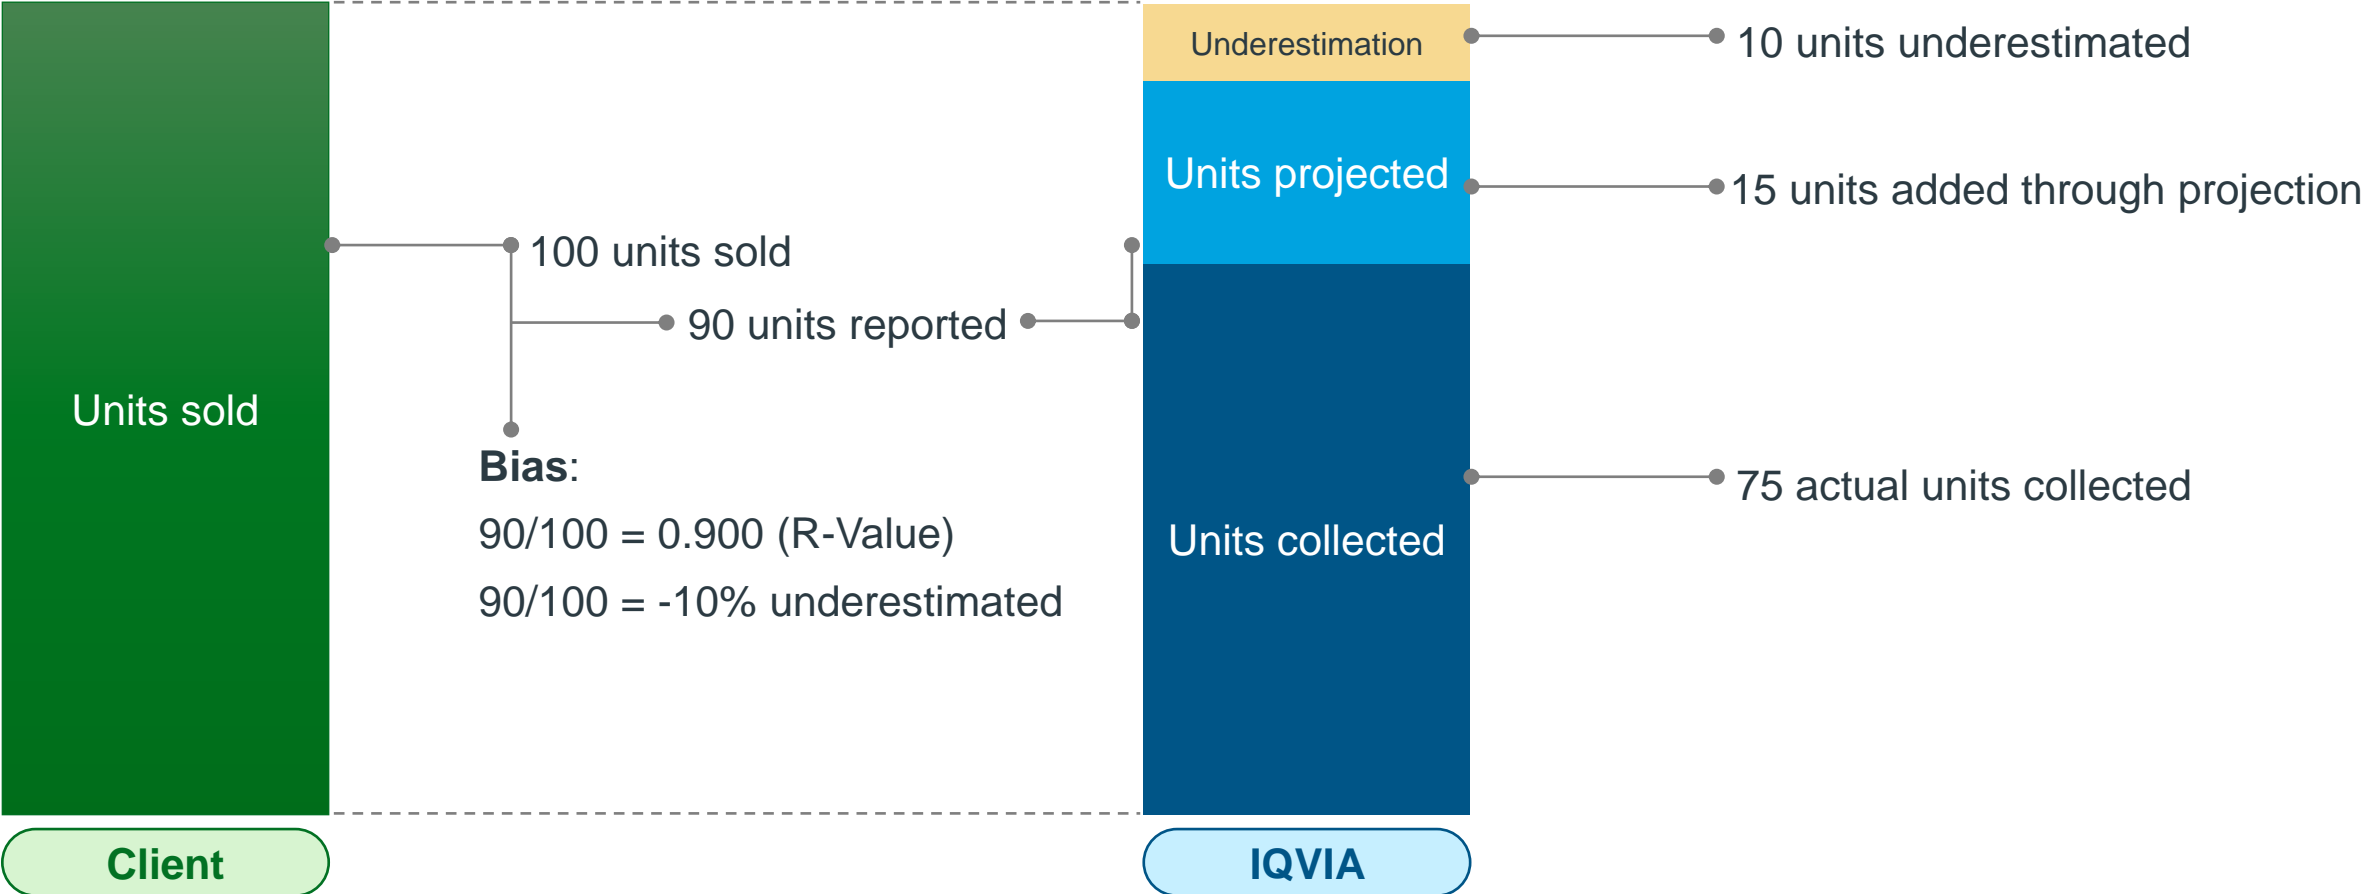 Underestimation
10 units underestimated
Units projected
15 units added through projection
100 units sold
90 units reported
Units sold
Bias:
90/100 = 0.900 (R-Value)
90/100 = -10% underestimated
75 actual units collected
Units collected
Client
IQVIA